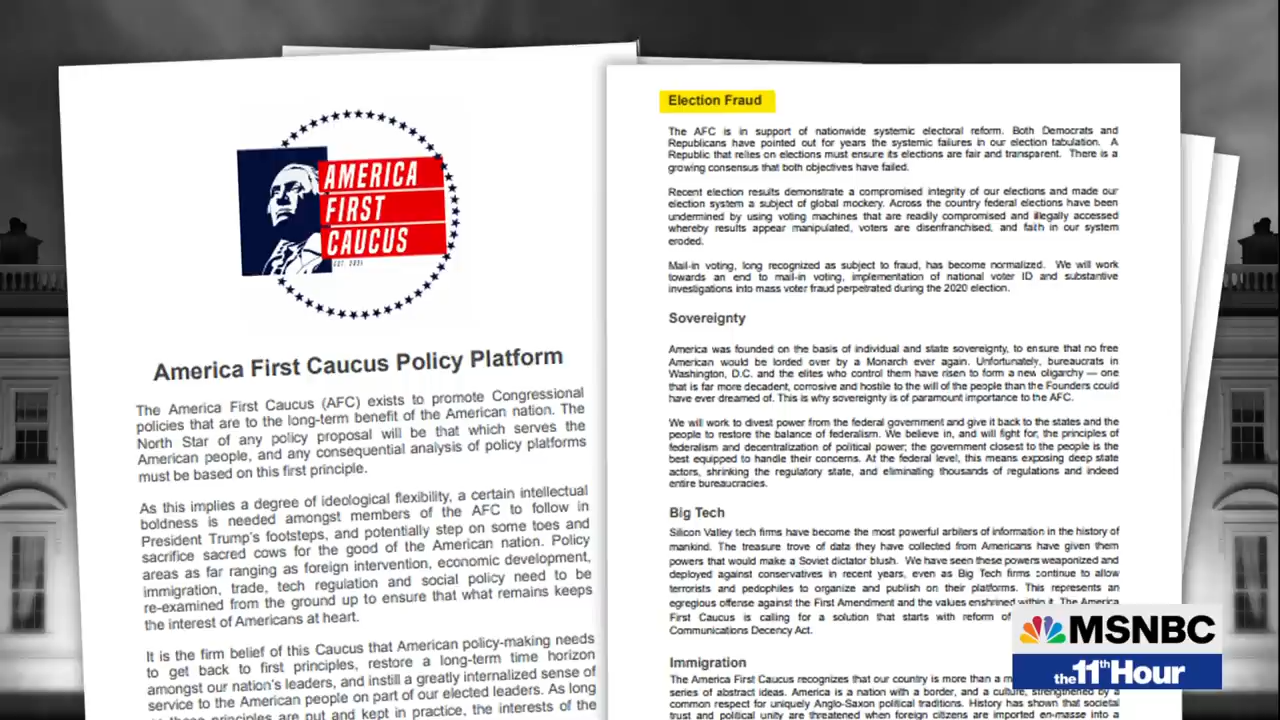 AMERICA
FIRST
CAUCUS
EST. 2021
America First Caucus Policy Platform
The America First Caucus (AFC) exists to promote Congressional
policies that are to the long-term benefit of the American nation. The
North Star of any policy proposal will be that which serves the
American people, and any consequential analysis of policy platforms
must be based on this first principle.
As this implies a degree of ideological flexibility, a certain intellectual
boldness is needed amongst members of the AFC to follow in
President Trump's footsteps, and potentially step on some toes and
sacrifice sacred cows for the good of the American nation. Policy
areas as far ranging as foreign intervention, economic development,
immigration, trade, tech regulation and social policy need to be
re-examined from the ground up to ensure that what remains keeps
the interest of Americans at heart.
It is the firm belief of this Caucus that American policy-making needs
to get back to first principles, restore a long-term time horizon
amongst our nation's leaders, and instill a greatly internalized sense of
service to the American people on part of our elected leaders. As long
as these principles are put and kept in practice, the interests of the
Election Fraud
The AFC is in support of nationwide systemic electoral reform. Both Democrats and
Republicans have pointed out for years the systemic failures in our election tabulation. A
Republic that relies on elections must ensure its elections are fair and transparent. There is a
growing consensus that both objectives have failed.
Recent election results demonstrate a compromised integrity of our elections and made our
election system a subject of global mockery. Across the country federal elections have been
undermined by using voting machines that are readily compromised and illegally accessed
whereby results appear manipulated, voters are disenfranchised, and faith in our system
eroded.
Mail-in voting, long recognized as subject to fraud, has become normalized. We will work
towards an end to mail-in voting, implementation of national voter ID and substantive
investigations into mass voter fraud perpetrated during the 2020 election.
Sovereignty
America was founded on the basis of individual and state sovereignty, to ensure that no free
American would be lorded over by a Monarch ever again. Unfortunately, bureaucrats in
Washington, D.C. and the elites who control them have risen to form a new oligarchy — one
that is far more decadent, corrosive and hostile to the will of the people than the Founders could
have ever dreamed of. This is why sovereignty is of paramount importance to the AFC.
We will work to divest power from the federal government and give it back to the states and the
people to restore the balance of federalism. We believe in, and will fight for, the principles of
federalism and decentralization of political power; the government closest to the people is the
best equipped to handle their concerns. At the federal level, this means exposing deep state
actors, shrinking the regulatory state, and eliminating thousands of regulations and indeed
entire bureaucracies.
Big Tech
Silicon Valley tech firms have become the most powerful arbiters of information in the history of
mankind. The treasure trove of data they have collected from Americans have given them
powers that would make a Soviet dictator blush. We have seen these powers weaponized and
deployed against conservatives in recent years, even as Big Tech firms continue to allow
terrorists and pedophiles to organize and publish on their platforms. This represents an
egregious offense against the First Amendment and the values enshrined within it. The America
First Caucus is calling for a solution that starts with reform of
Communications Decency Act.
Immigration
The America First Caucus recognizes that our country is more than a
series of abstract ideas. America is a nation with a border, and a culture, strengthened by a
common respect for uniquely Anglo-Saxon political traditions. History has shown that societal
trust and political unity are threatened when foreign citizens are imported en-masse into a
MSNBC
the 11th Hour